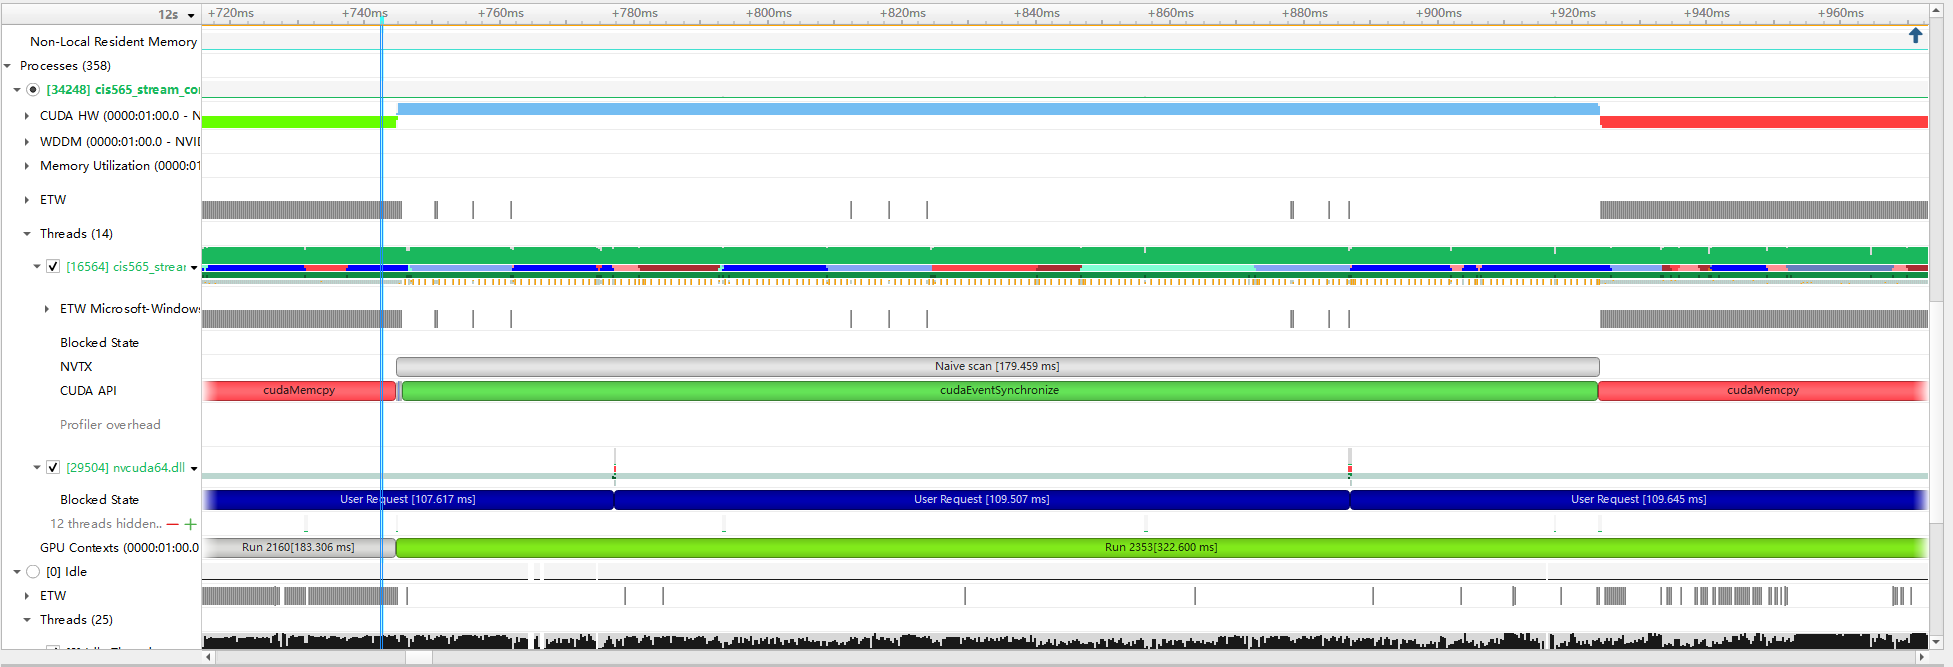 12s
+720ms +740ms +760ms +780ms +800ms +820ms +840ms +860ms +880ms +900ms +920ms +940ms +960ms
Non-Local Resident Memory
Processes (358)
[34248] cis565_stream_co
CUDA HW (0000:01:00.0 - N
WDDM (0000:01:00.0 - NVI
Memory Utilization (0000:01
ETW
Threads (14)
[16564] cis565_strear
ETW Microsoft-Windows
Blocked State
NVTX
Naive scan [179.459 ms]
CUDA API
cudaMemcpy cudaEventSynchronize cudaMemcpy
Profiler overhead
[29504] nvcuda64.dll
Blocked State
User Request [107.617 ms] User Request [109.507 ms] User Request [109.645 ms]
12 threads hidden..
GPU Contexts (0000:01:00.0
Run 2160[183.306 ms] Run 2353[322.600 ms]
[0] Idle
ETW
Threads (25)